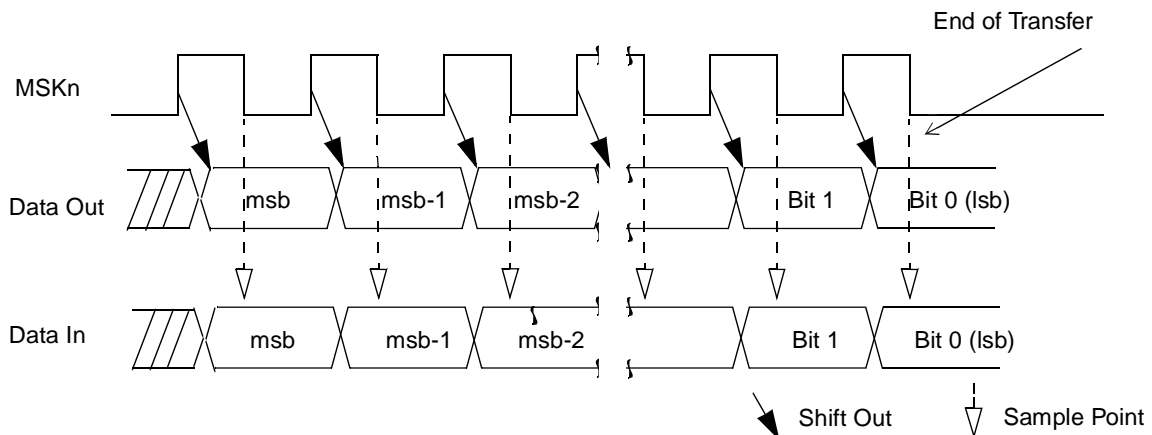 End of Transfer
MSKn
Data Out
msb
msb-1
msb-2
Bit 1
Bit 0 (lsb)
Data In
msb
msb-1
msb-2
Bit 1
Bit 0 (lsb)
Shift Out
Sample Point